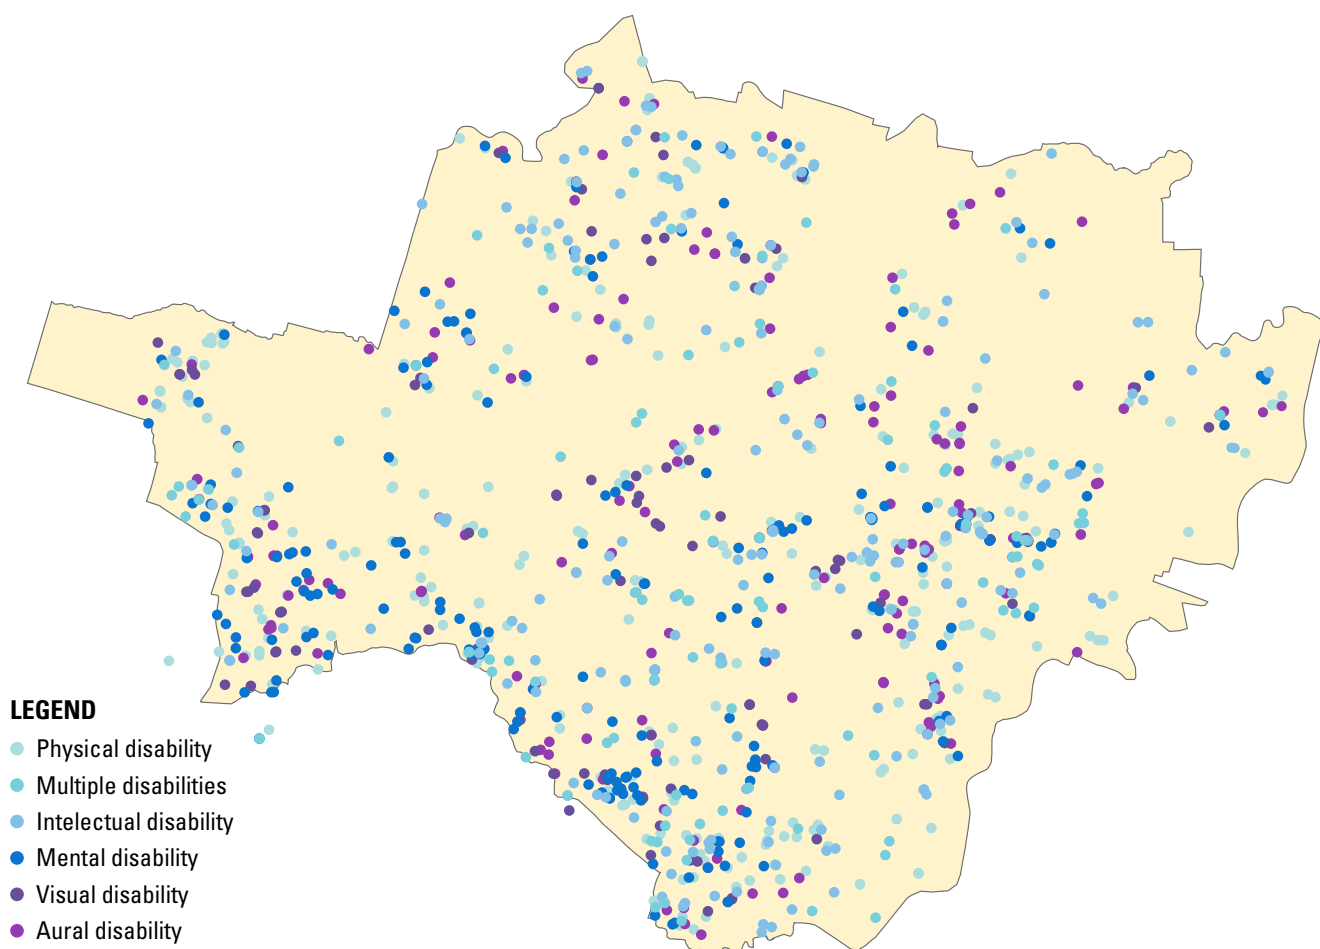 LEGEND
Physical disability
Multiple disabilities
Intelectual disability
Mental disability
Visual disability
Aural disability